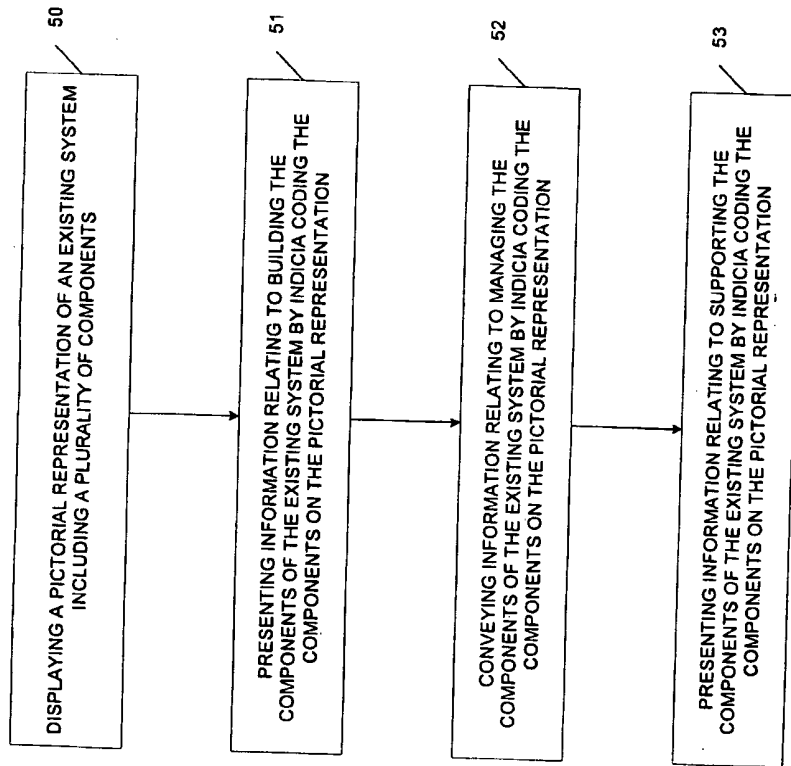 50
DISPLAYING A PICTORIAL REPRESENTATION OF AN EXISTING SYSTEM
INCLUDING A PLURALITY OF COMPONENTS
51
PRESENTING INFORMATION RELATING TO BUILDING THE
COMPONENTS OF THE EXISTING SYSTEM BY INDICIA CODING THE
COMPONENTS ON THE PICTORIAL REPRESENTATION
52
CONVEYING INFORMATION RELATING TO MANAGING THE
COMPONENTS OF THE EXISTING SYSTEM BY INDICIA CODING THE
COMPONENTS ON THE PICTORIAL REPRESENTATION
53
PRESENTING INFORMATION RELATING TO SUPPORTING THE
COMPONENTS OF THE EXISTING SYSTEM BY INDICIA CODING THE
COMPONENTS ON THE PICTORIAL REPRESENTATION